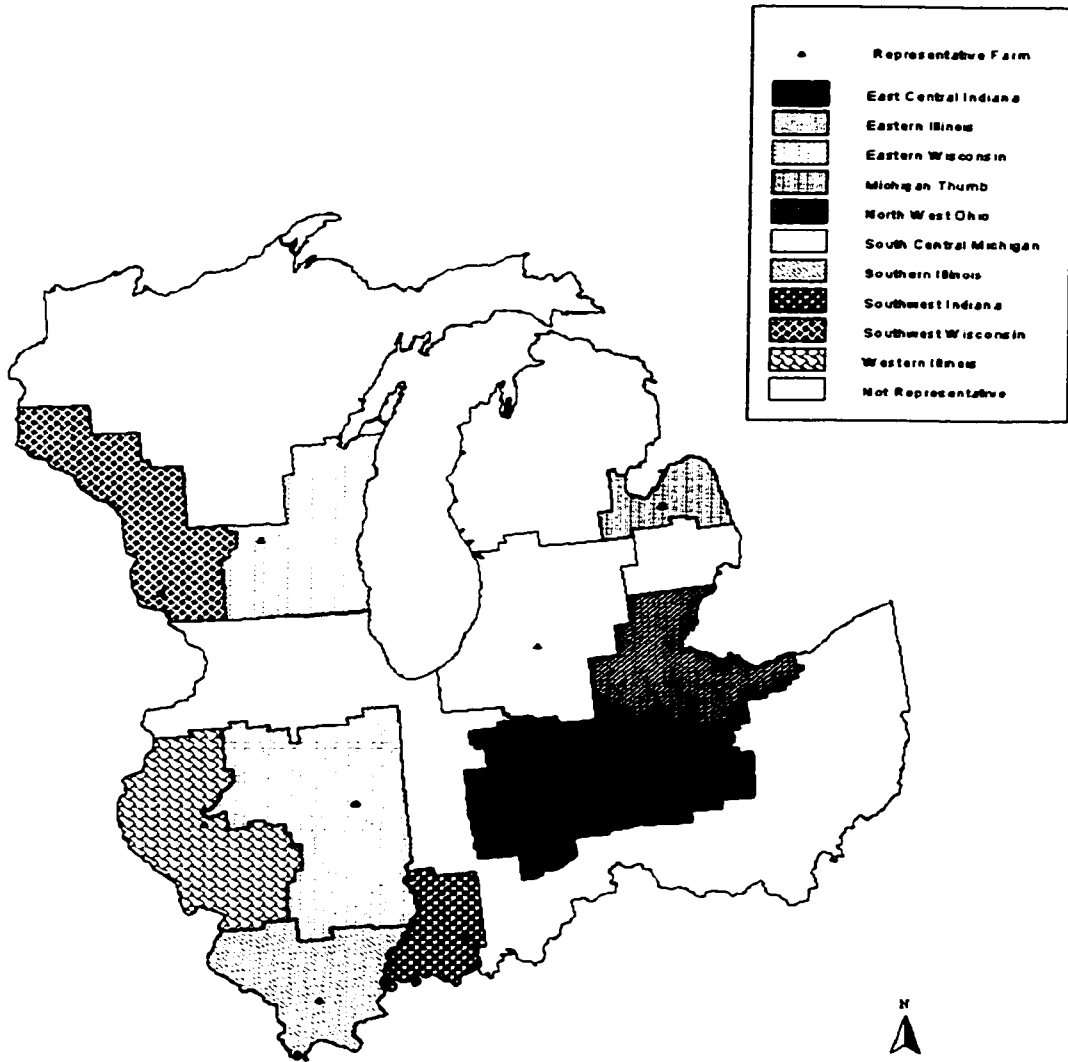 Representative Farm
East Central Indiana
Eastern Illinois
Eastern Wisconsin
Michigan Thumb
North West Ohio
South Central Michigan
Southern Illinois
Southwest Indiana
Southwest Wisconsin
Western Illinois
Not Representative
N